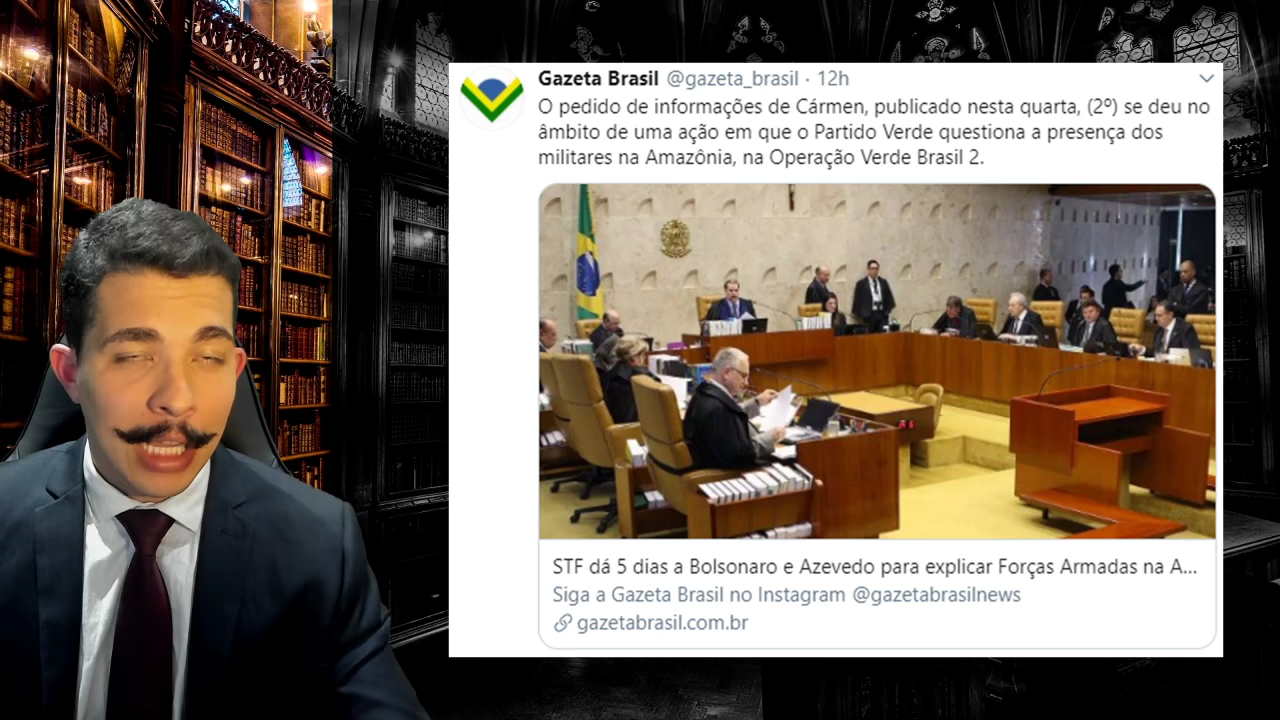 Gazeta Brasil @gazeta_brasil · 12h
O pedido de informações de Cármen, publicado nesta quarta, (2º) se deu no
âmbito de uma ação em que o Partido Verde questiona a presença dos
militares na Amazônia, na Operação Verde Brasil 2.
STF dá 5 dias a Bolsonaro e Azevedo para explicar Forças Armadas na A...
Siga a Gazeta Brasil no Instagram @gazetabrasilnews
gazetabrasil.com.br